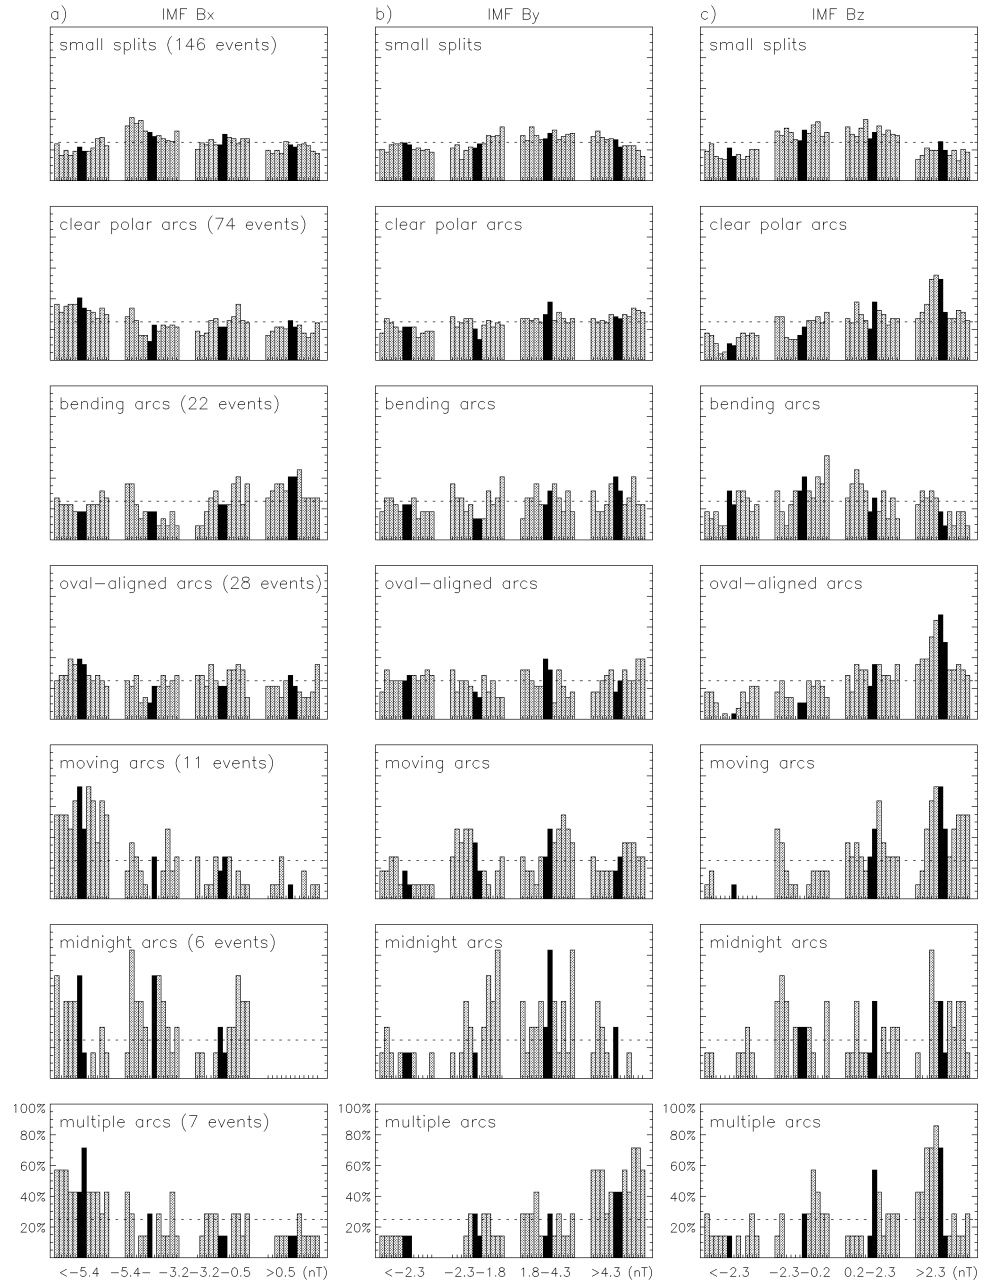 a) IMF Bx b) IMF By c) IMF Bz
small splits (146 events) small splits small splits
clear polar arcs (74 events) clear polar arcs clear polar arcs
bending arcs (22 events) bending arcs bending arcs
oval-aligned arcs (28 events) oval-aligned arcs oval-aligned arcs
moving arcs (11 events) moving arcs moving arcs
midnight arcs (6 events) midnight arcs midnight arcs
100% 100% 100%
multiple arcs (7 events) multiple arcs multiple arcs
80% 80% 80%
60% 60% 60%
40% 40% 40%
20% 20% 20%
<-5.4 -5.4- -3.2 -3.2-0.5 >0.5 (nT) <-2.3 -2.3-1.8 1.8-4.3 >4.3 (nT) <-2.3 -2.3-0.2 0.2-2.3 >2.3 (nT)